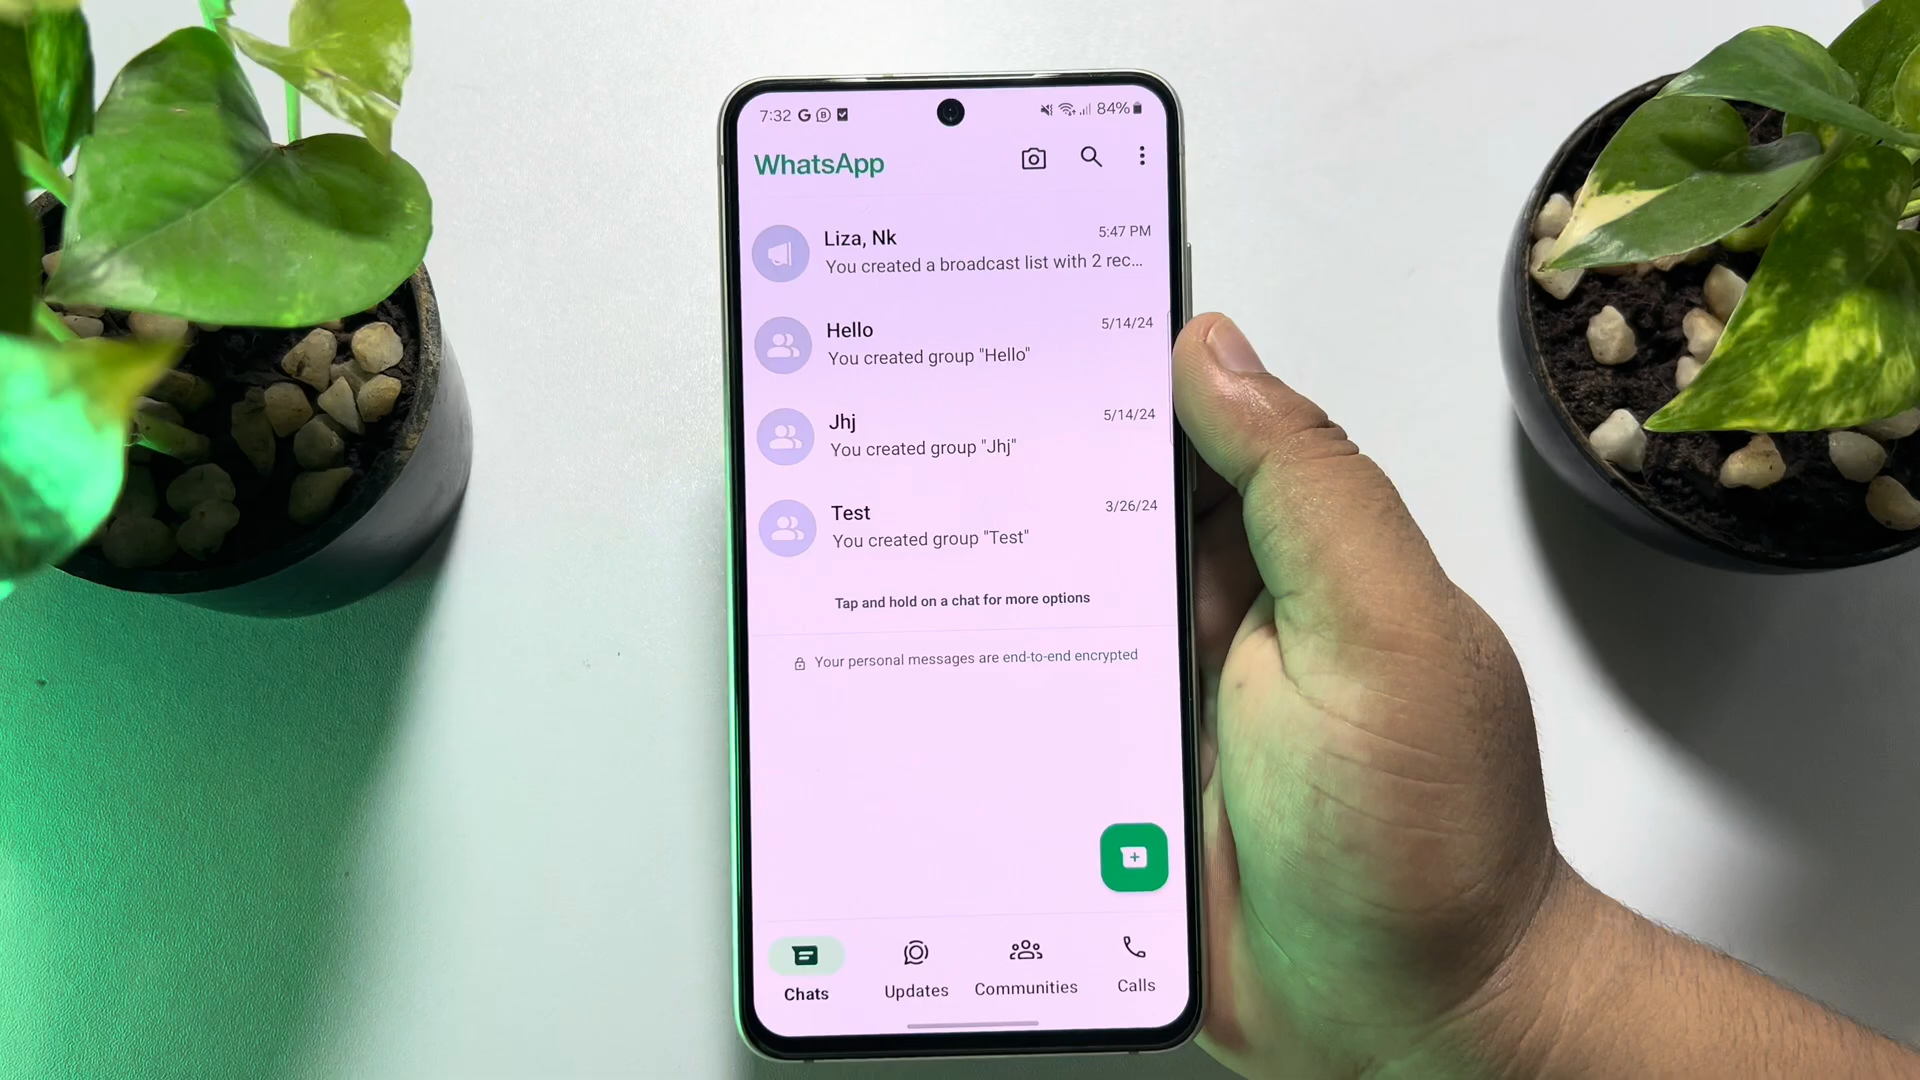 7:32 G B 84%
WhatsApp
Liza, Nk 5:47 PM
You created a broadcast list with 2 rec...
Hello 5/14/24
You created group "Hello"
Jhj 5/14/24
You created group "Jhj"
Test 3/26/24
You created group "Test"
Tap and hold on a chat for more options
Your personal messages are end-to-end encrypted
Chats Updates Communities Calls